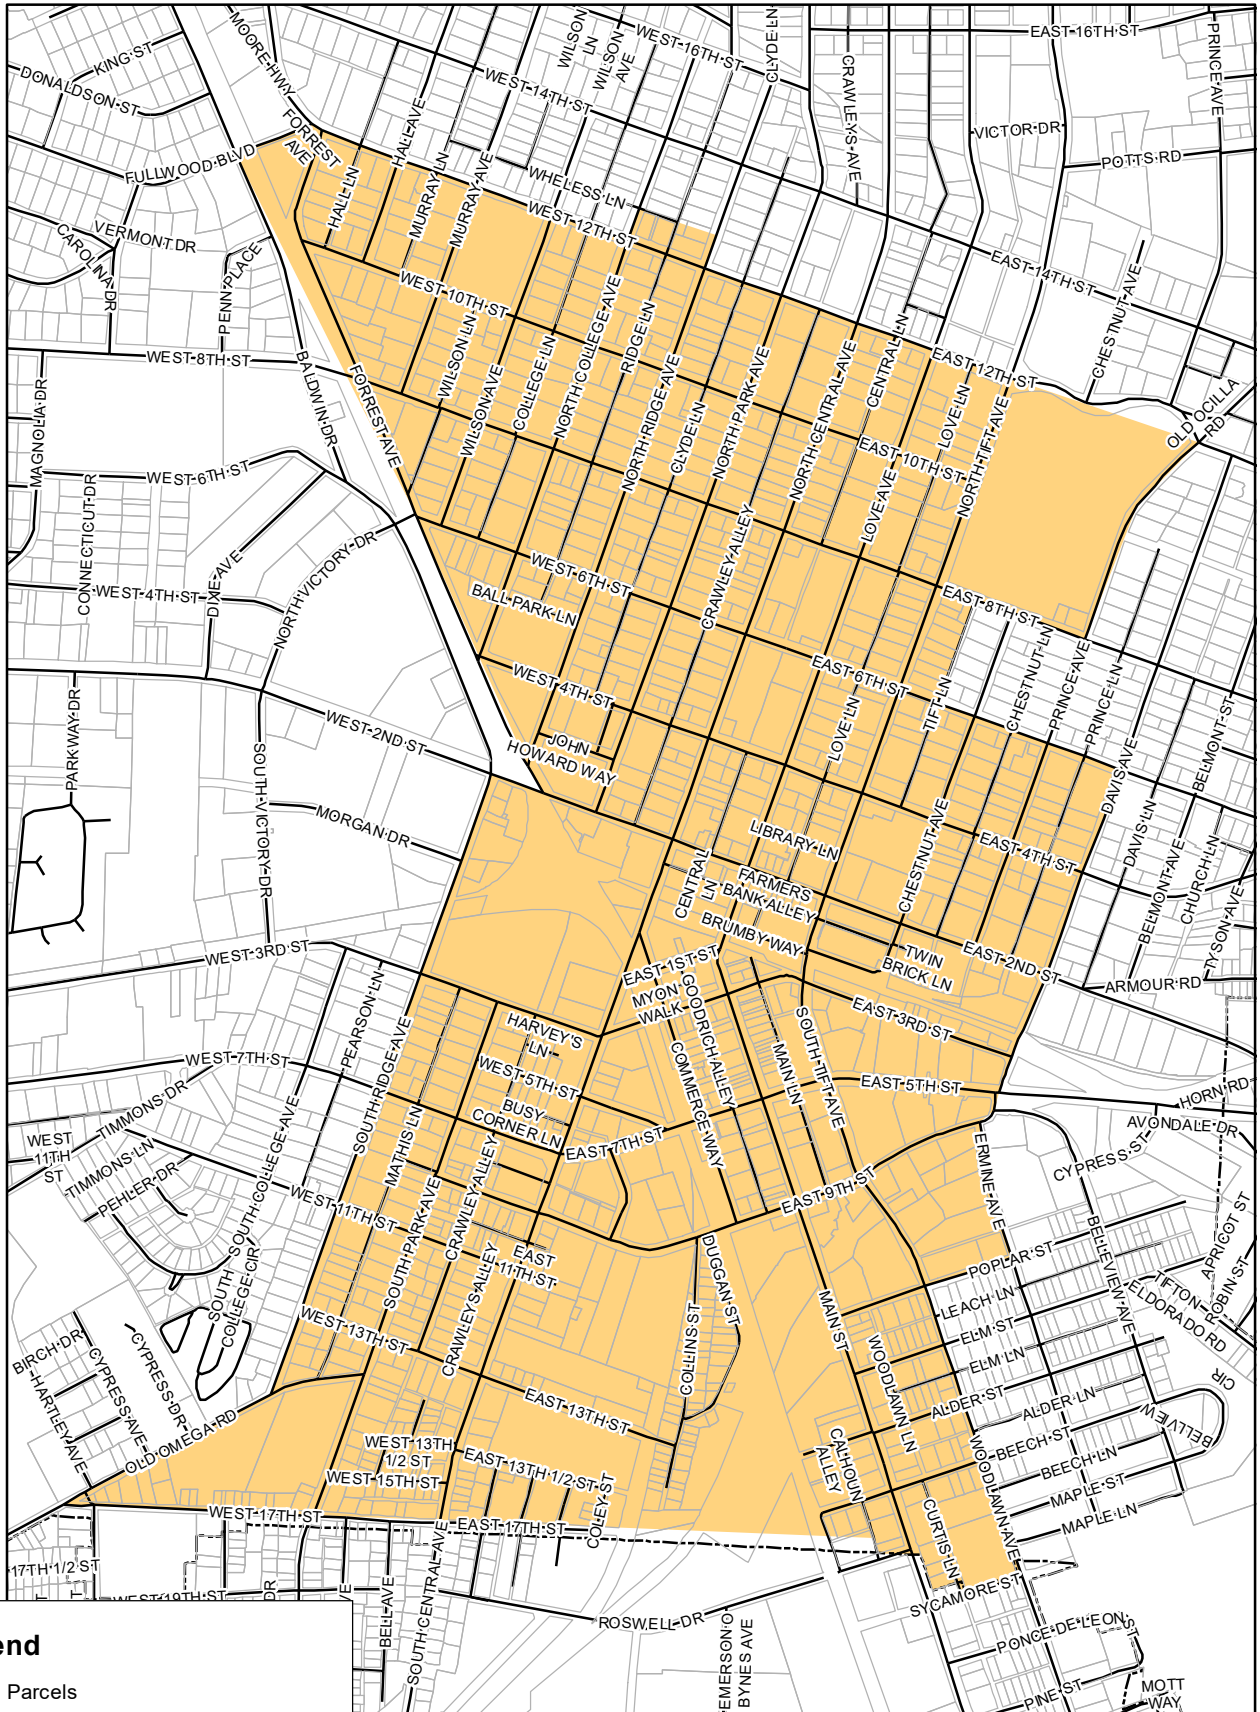 KING ST
DONALDSON ST
MOORE HWY
WILSON
LN
WILSON
AVE
WEST 16TH ST
CLYDE LN
EAST 16TH ST
PRINCE AVE
WEST 14TH ST
CRAWLEYS AVE
VICTOR DR
POTTS RD
FULLWOOD BLVD
FORREST
AVE
HALL AVE
HALL LN
MURRAY LN
MURRAY AVE
WHELESS LN
WEST 12TH ST
VERMONT DR
CAROLINA DR
PENN PLACE
EAST 14TH ST
CHESTNUT AVE
WEST 10TH ST
WEST 8TH ST
BALDWIN DR
FORREST AVE
WILSON LN
WILSON AVE
COLLEGE LN
NORTH COLLEGE AVE
RIDGE LN
NORTH RIDGE AVE
CLYDE LN
NORTH PARK AVE
NORTH CENTRAL AVE
CENTRAL LN
EAST 12TH ST
LOVE LN
NORTH TIFT AVE
OLD OCILLA
RD
EAST 10TH ST
LOVE AVE
MAGNOLIA DR
WEST 6TH ST
CONNECTICUT DR
WEST 4TH ST
DIXIE AVE
NORTH VICTORY DR
CRAWLEY ALLEY
WEST 6TH ST
BALL PARK LN
EAST 8TH ST
WEST 4TH ST
EAST 6TH ST
TIFT LN
CHESTNUT LN
PRINCE AVE
PRINCE LN
BELMONT ST
DAVIS AVE
PARKWAY DR
WEST 2ND ST
LOVE LN
JOHN
HOWARD WAY
SOUTH VICTORY DR
MORGAN DR
LIBRARY LN
CHESTNUT AVE
EAST 4TH ST
DAVIS LN
BELMONT AVE
CHURCH LN
TYSON AVE
CENTRAL
LN
FARMERS
BANK ALLEY
BRUMBY WAY
TWIN
BRICK LN
EAST 2ND ST
ARMOUR RD
WEST 3RD ST
EAST 1ST ST
MYON
WALK
GOODRICH ALLEY
PEARSON LN
SOUTH RIDGE AVE
HARVEY'S
LN
COMMERCE WAY
MAIN LN
SOUTH TIFT AVE
EAST 3RD ST
WEST 7TH ST
WEST 5TH ST
EAST 5TH ST
HORN RD
TIMMONS DR
BUSY
CORNER LN
EAST 7TH ST
AVONDALE DR
CYPRESS ST
WEST
11TH
ST
TIMMONS LN
PEHLER DR
SOUTH COLLEGE AVE
MATHIS LN
CRAWLEY ALLEY
EAST 9TH ST
ERMINE AVE
WEST 11TH ST
SOUTH PARK AVE
EAST
11TH ST
DUGGAN ST
POPLAR ST
BELLEVIEW AVE
APRICOT ST
ROBIN ST
TIFTON
ELDORADO RD
SOUTH
COLLEGE CIR
CRAWLEYS ALLEY
MAIN ST
LEACH LN
ELM ST
ELM LN
WEST 13TH ST
COLLINS ST
WOODLAWN LN
BIRCH DR
CYPRESS AVE
CYPRESS DR
HARTLEY AVE
OLD OMEGA RD
EAST 13TH ST
ALDER ST
ALDER LN
BELLVIEW
CIR
WEST 13TH
1/2 ST
EAST 13TH 1/2 ST
CALHOUN
ALLEY
WOODLAWN AVE
BEECH ST
BEECH LN
MAPLE ST
MAPLE LN
WEST 15TH ST
COLEY ST
CURTIS LN
WEST 17TH ST
EAST 17TH ST
17TH 1/2 ST
WEST 19TH ST
BELL AVE
SOUTH CENTRAL AVE
ROSWELL DR
SYCAMORE ST
EMERSON O
BYNES AVE
PONCE DE LEON
ST
PINE ST
MOTT
WAY
end
Parcels